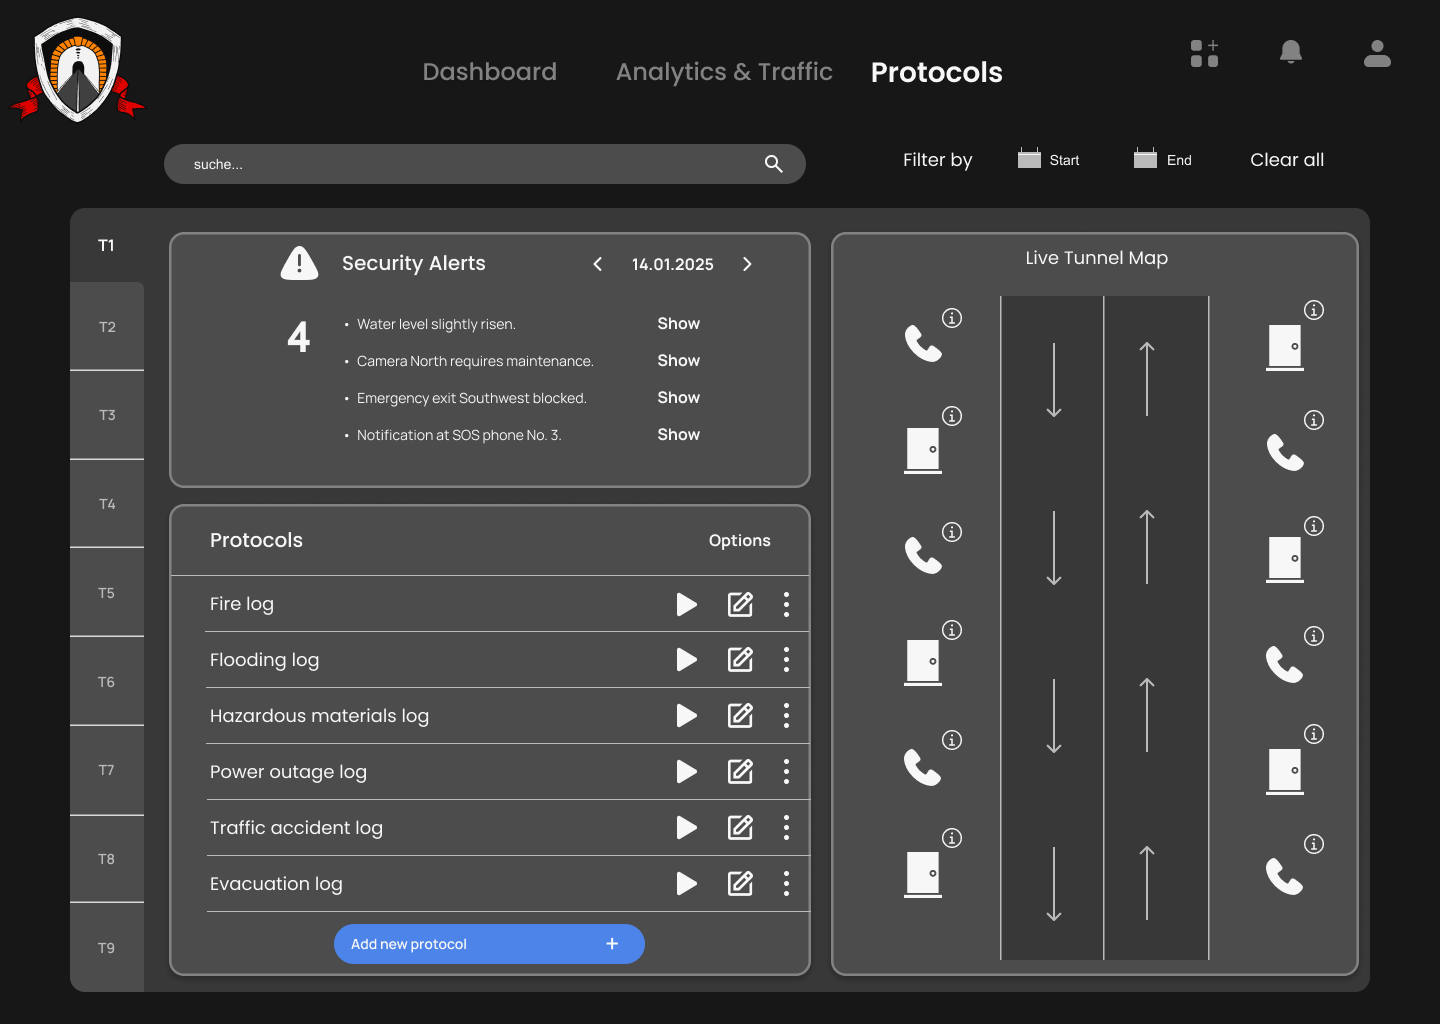 Dashboard
Analytics & Traffic
Protocols
suche...
Filter by
Start
End
Clear all
T1
T2
T3
T4
T5
T6
T7
T8
T9
Security Alerts
14.01.2025
4
• Water level slightly risen.
Show
• Camera North requires maintenance.
Show
• Emergency exit Southwest blocked.
Show
• Notification at SOS phone No. 3.
Show
Protocols
Options
Fire log
Flooding log
Hazardous materials log
Power outage log
Traffic accident log
Evacuation log
Add new protocol +
Live Tunnel Map